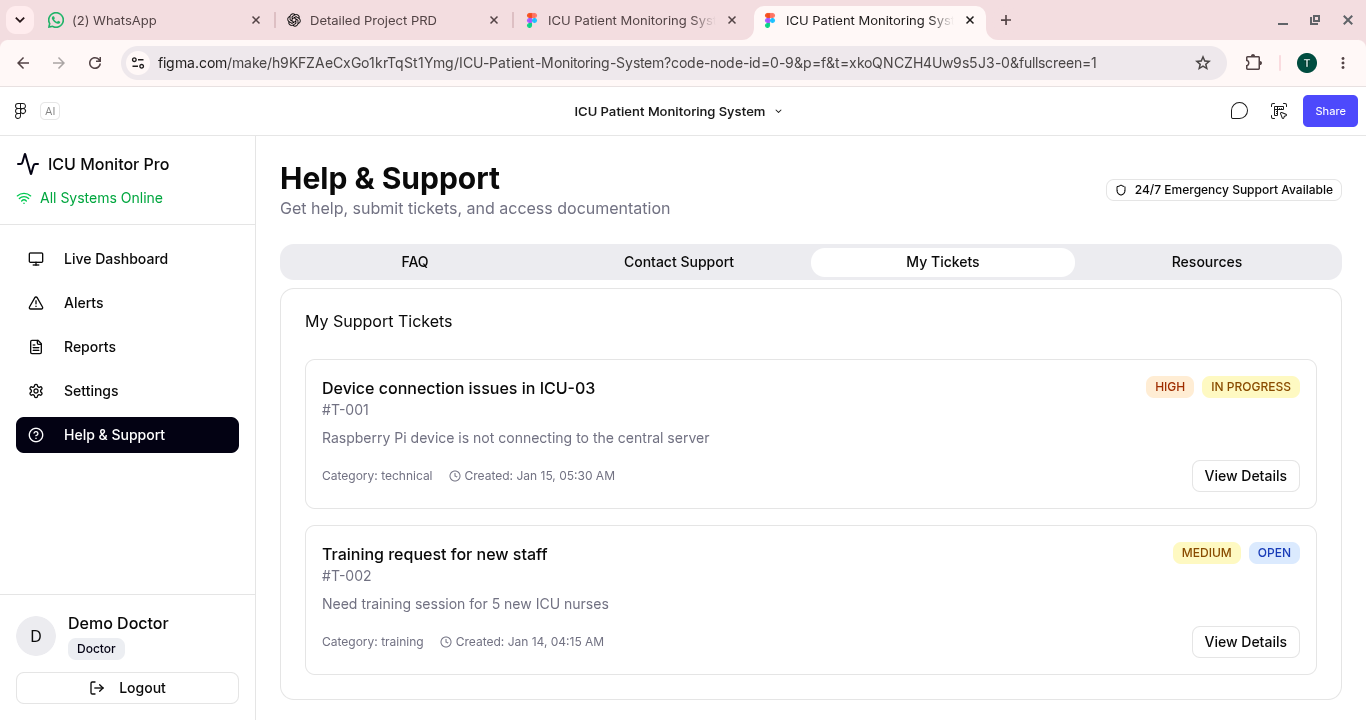 (2) WhatsApp
Detailed Project PRD
ICU Patient Monitoring Sys
ICU Patient Monitoring Sys
figma.com/make/h9KFZAeCxGo1krTqSt1Ymg/ICU-Patient-Monitoring-System?code-node-id=0-9&p=f&t=xkoQNCZH4Uw9s5J3-0&fullscreen=1
T
AI
ICU Patient Monitoring System
Share
ICU Monitor Pro
All Systems Online
Live Dashboard
Alerts
Reports
Settings
Help & Support
D
Demo Doctor
Doctor
Logout
Help & Support
Get help, submit tickets, and access documentation
24/7 Emergency Support Available
FAQ
Contact Support
My Tickets
Resources
My Support Tickets
Device connection issues in ICU-03
HIGH
IN PROGRESS
#T-001
Raspberry Pi device is not connecting to the central server
Category: technical
Created: Jan 15, 05:30 AM
View Details
Training request for new staff
MEDIUM
OPEN
#T-002
Need training session for 5 new ICU nurses
Category: training
Created: Jan 14, 04:15 AM
View Details